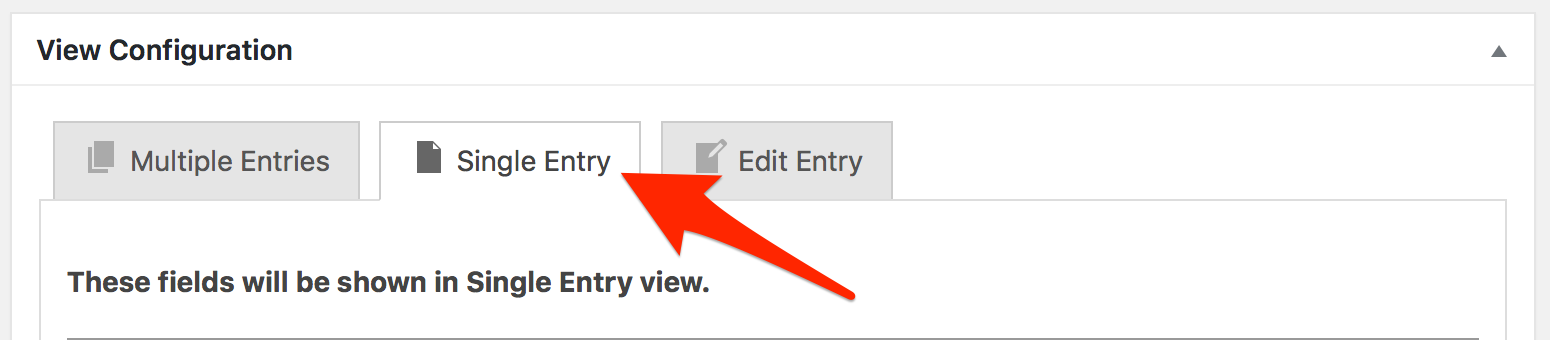 View Configuration
Multiple Entries
Single Entry
Edit Entry
These fields will be shown in Single Entry view.